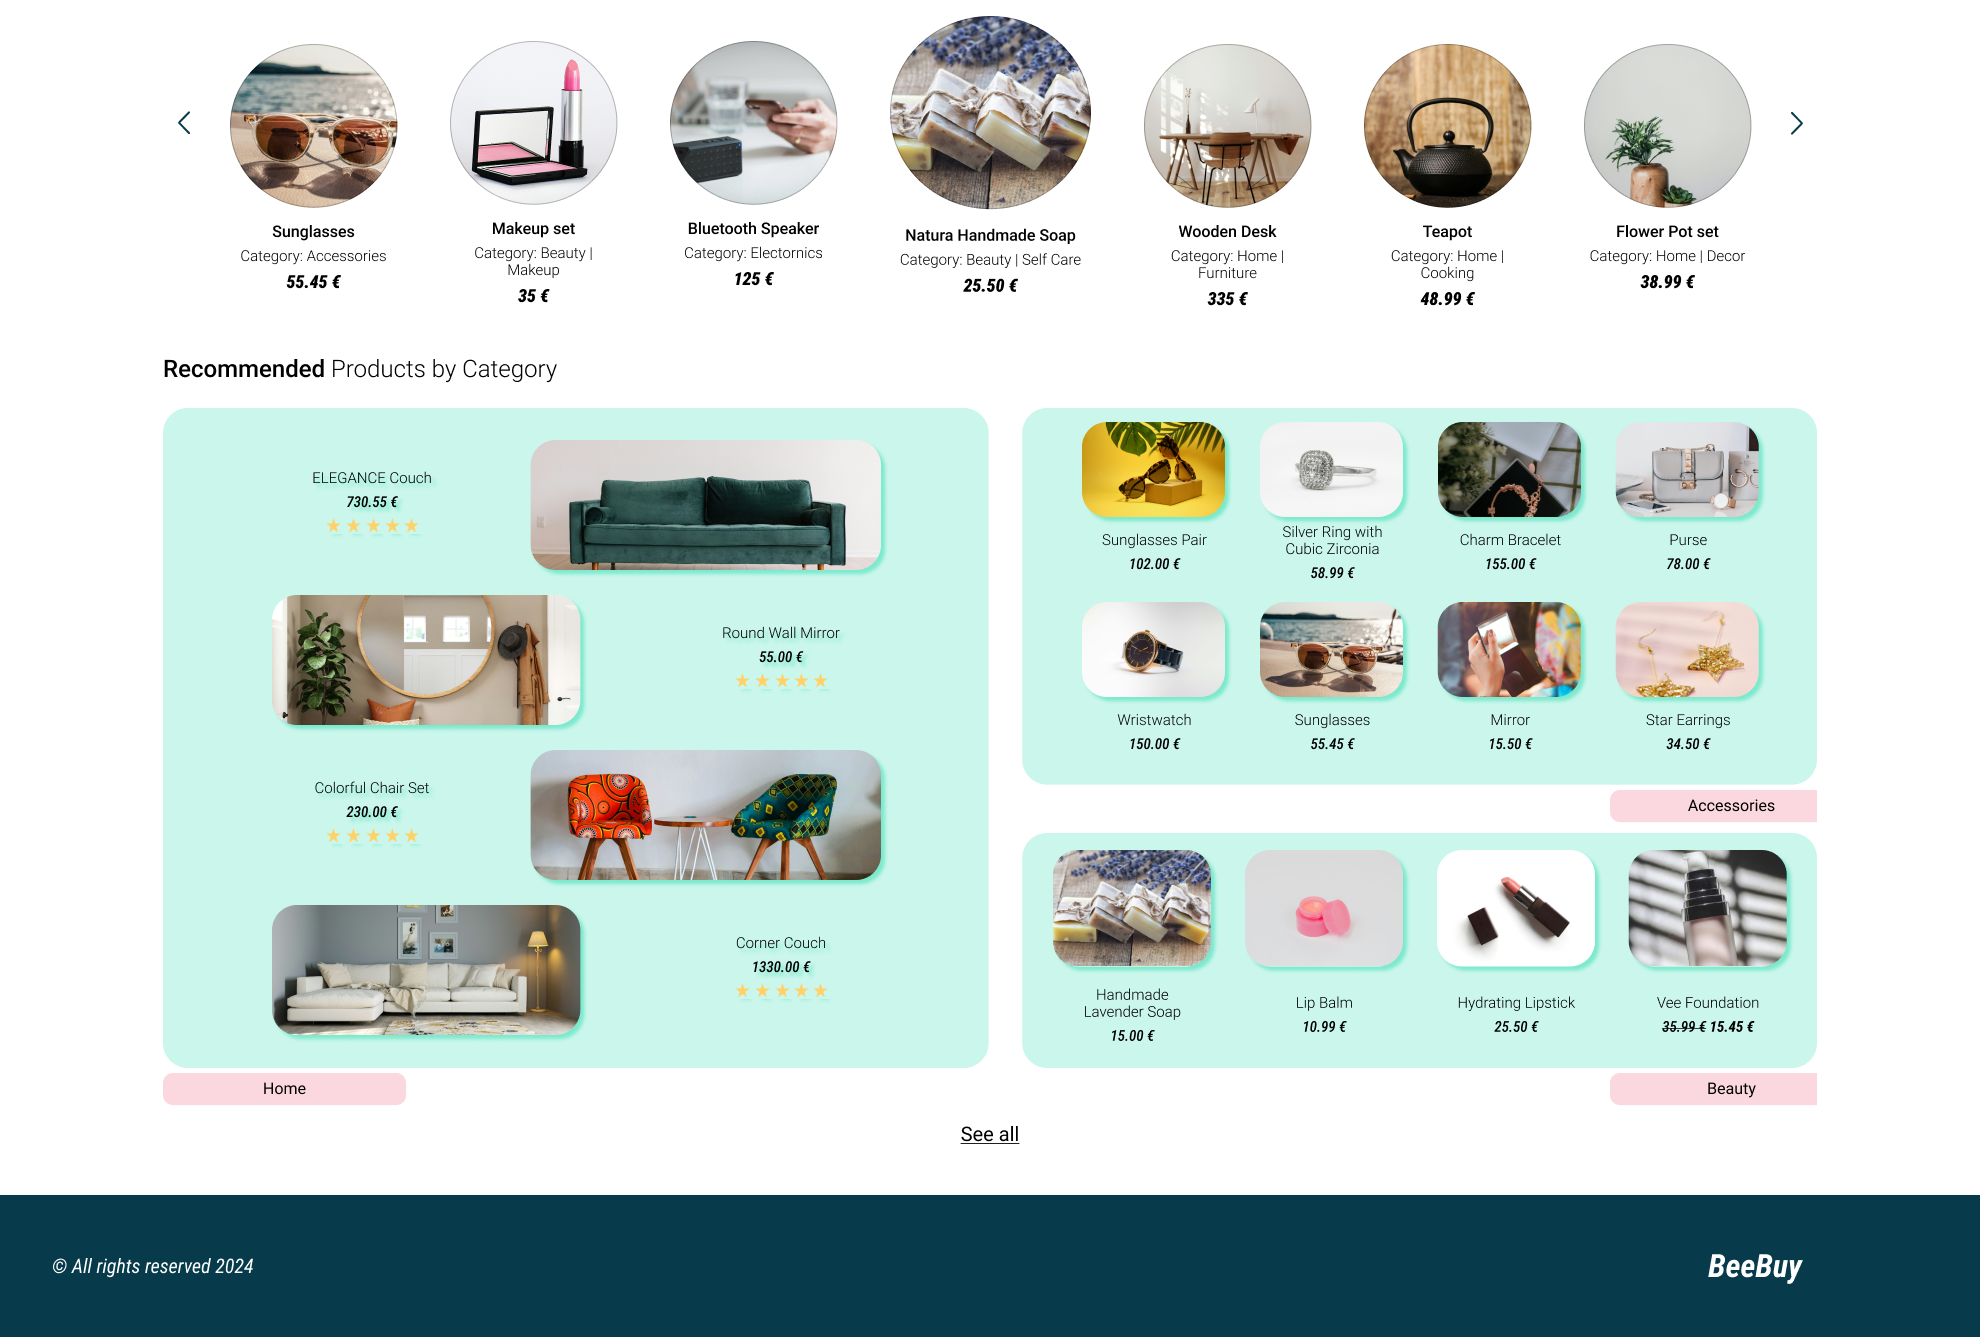 Sunglasses
Category: Accessories
55.45 €
Makeup set
Category: Beauty |
Makeup
35 €
Bluetooth Speaker
Category: Electornics
125 €
Natura Handmade Soap
Category: Beauty | Self Care
25.50 €
Wooden Desk
Category: Home |
Furniture
335 €
Teapot
Category: Home |
Cooking
48.99 €
Flower Pot set
Category: Home | Decor
38.99 €
Recommended Products by Category
ELEGANCE Couch
730.55 €
Round Wall Mirror
55.00 €
Colorful Chair Set
230.00 €
Corner Couch
1330.00 €
Home
Sunglasses Pair
102.00 €
Silver Ring with
Cubic Zirconia
58.99 €
Charm Bracelet
155.00 €
Purse
78.00 €
Wristwatch
150.00 €
Sunglasses
55.45 €
Mirror
15.50 €
Star Earrings
34.50 €
Accessories
Handmade
Lavender Soap
15.00 €
Lip Balm
10.99 €
Hydrating Lipstick
25.50 €
Vee Foundation
35.99 € 15.45 €
Beauty
See all
© All rights reserved 2024
BeeBuy